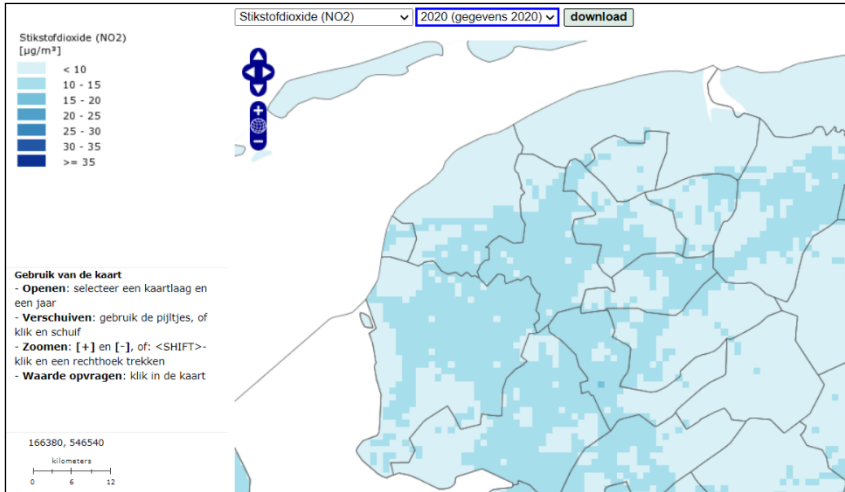 Stikstofdioxide (NO2) 2020 (gegevens 2020) download
Stikstofdioxide (NO2)
[µg/m³]
< 10
10 - 15
15 - 20
20 - 25
25 - 30
30 - 35
>= 35
Gebruik van de kaart
- Openen: selecteer een kaartlaag en
een jaar
- Verschuiven: gebruik de pijltjes, of
klik en schuif
- Zoomen: [+] en [-], of: <SHIFT>-
klik en een rechthoek trekken
- Waarde opvragen: klik in de kaart
166380, 546540
kilometers
0 6 12